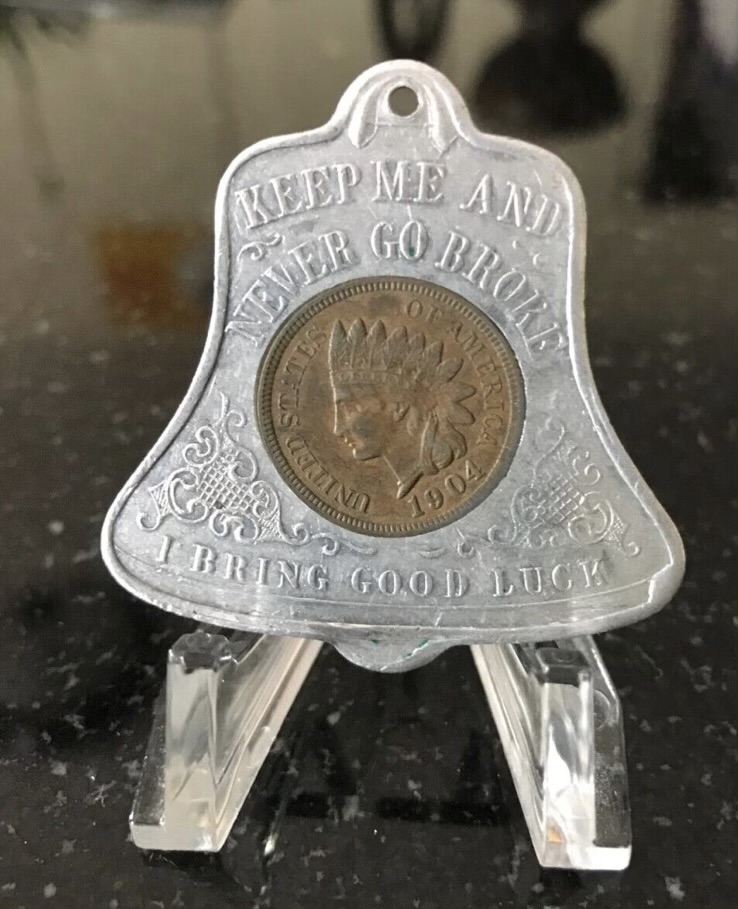 KEEP ME AND
NEVER GO BROKE
UNITED STATES OF AMERICA
1904
I BRING GOOD LUCK